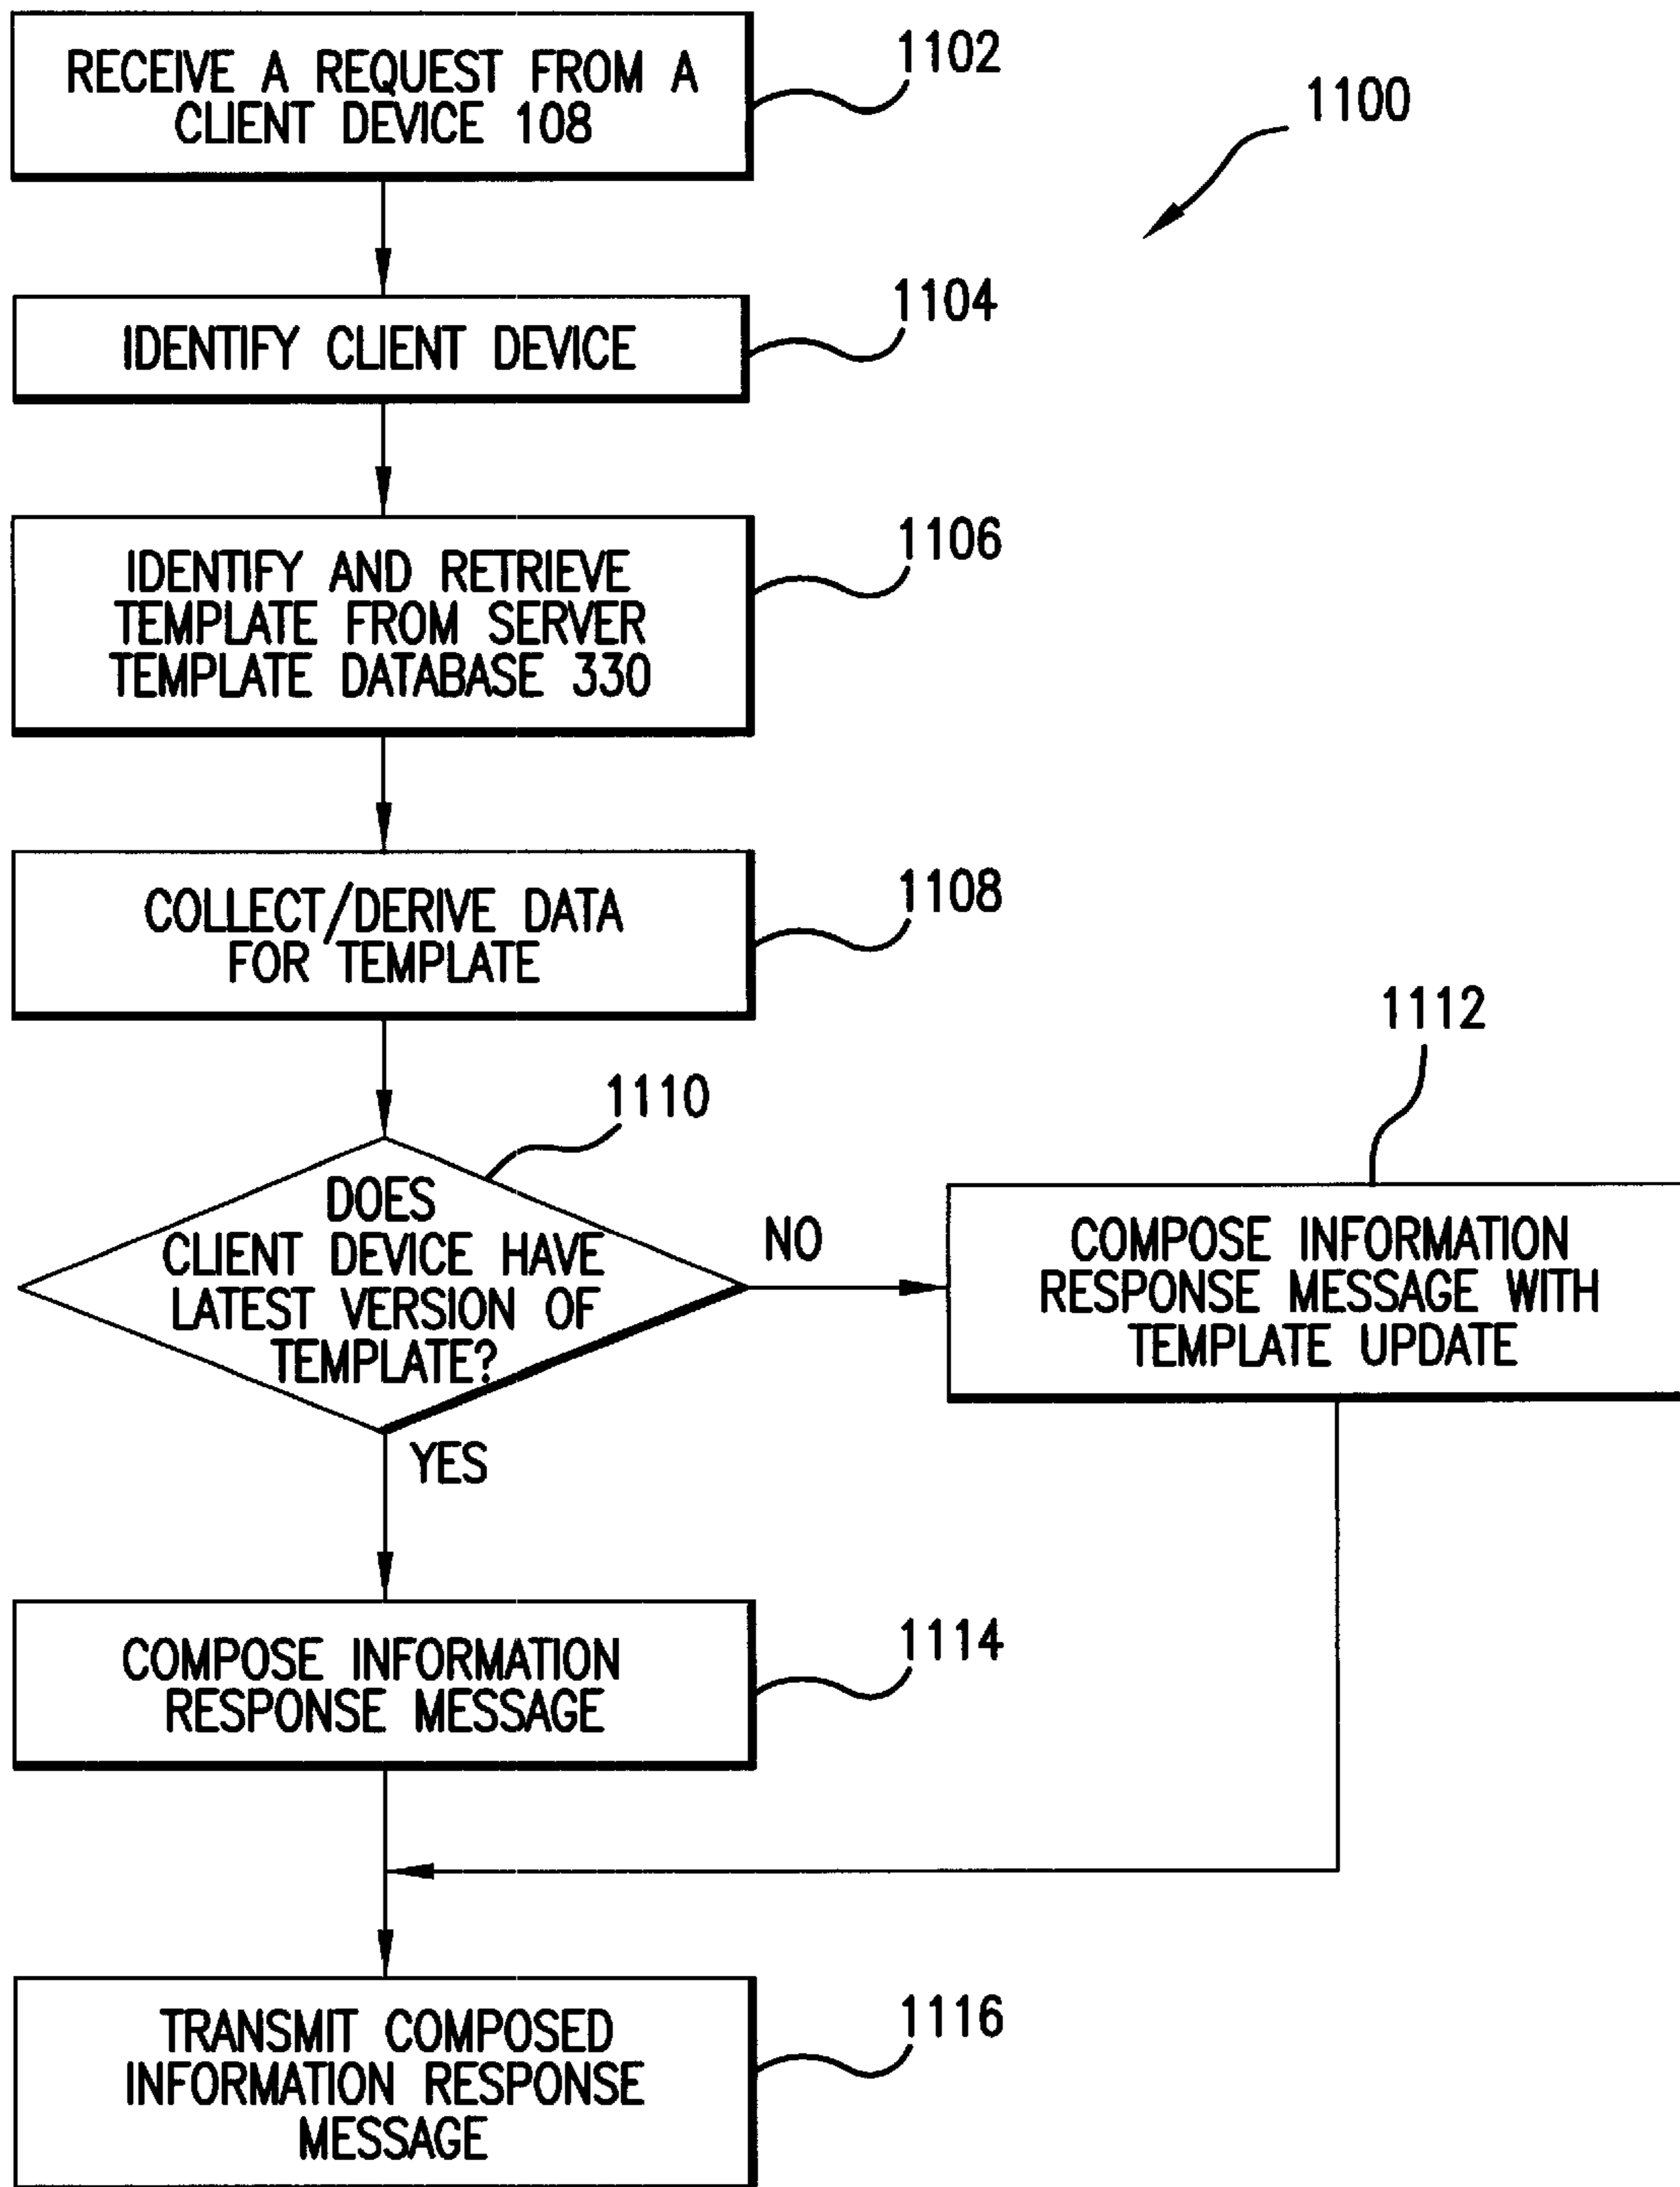 RECEIVE A REQUEST FROM A
CLIENT DEVICE 108
1102
1100
IDENTIFY CLIENT DEVICE
1104
IDENTIFY AND RETRIEVE
TEMPLATE FROM SERVER
TEMPLATE DATABASE 330
1106
COLLECT/DERIVE DATA
FOR TEMPLATE
1108
1110
DOES
CLIENT DEVICE HAVE
LATEST VERSION OF
TEMPLATE?
NO
YES
1112
COMPOSE INFORMATION
RESPONSE MESSAGE WITH
TEMPLATE UPDATE
COMPOSE INFORMATION
RESPONSE MESSAGE
1114
TRANSMIT COMPOSED
INFORMATION RESPONSE
MESSAGE
1116